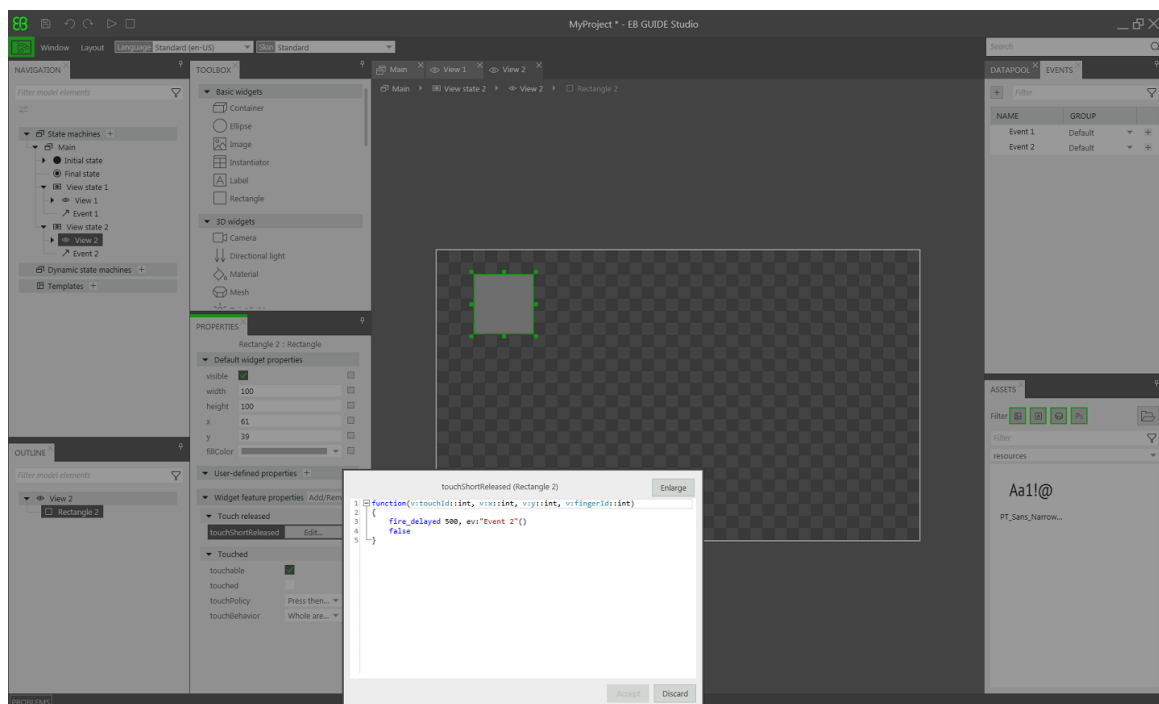 EB
MyProject * - EB GUIDE Studio
Window Layout Language Standard (en-US) Skin Standard
Search
NAVIGATION
Filter model elements
State machines +
Main
Initial state
Final state
View state 1
View 1
Event 1
View state 2
View 2
Event 2
Dynamic state machines +
Templates +
OUTLINE
Filter model elements
View 2
Rectangle 2
PROBLEMS
TOOLBOX
Basic widgets
Container
Ellipse
Image
Instantiator
Label
Rectangle
3D widgets
Camera
Directional light
Material
Mesh
PROPERTIES
Rectangle 2 : Rectangle
Default widget properties
visible
width 100
height 100
x 61
y 39
fillColor
User-defined properties +
Widget feature properties Add/Rem
Touch released
touchShortReleased Edit...
Touched
touchable
touched
touchPolicy Press then...
touchBehavior Whole are...
Main View 1 View 2
Main View state 2 View 2 Rectangle 2
touchShortReleased (Rectangle 2)
Enlarge
1 function(v:touchId::int, v:x::int, v:y::int, v:fingerId::int)
2 {
3 fire_delayed 500, ev:"Event 2"()
4 false
5 }
Accept Discard
DATAPOOL EVENTS
+ Filter
NAME GROUP
Event 1 Default +
Event 2 Default +
ASSETS
Filter
Filter
resources
Aa1!@
PT_Sans_Narrow...